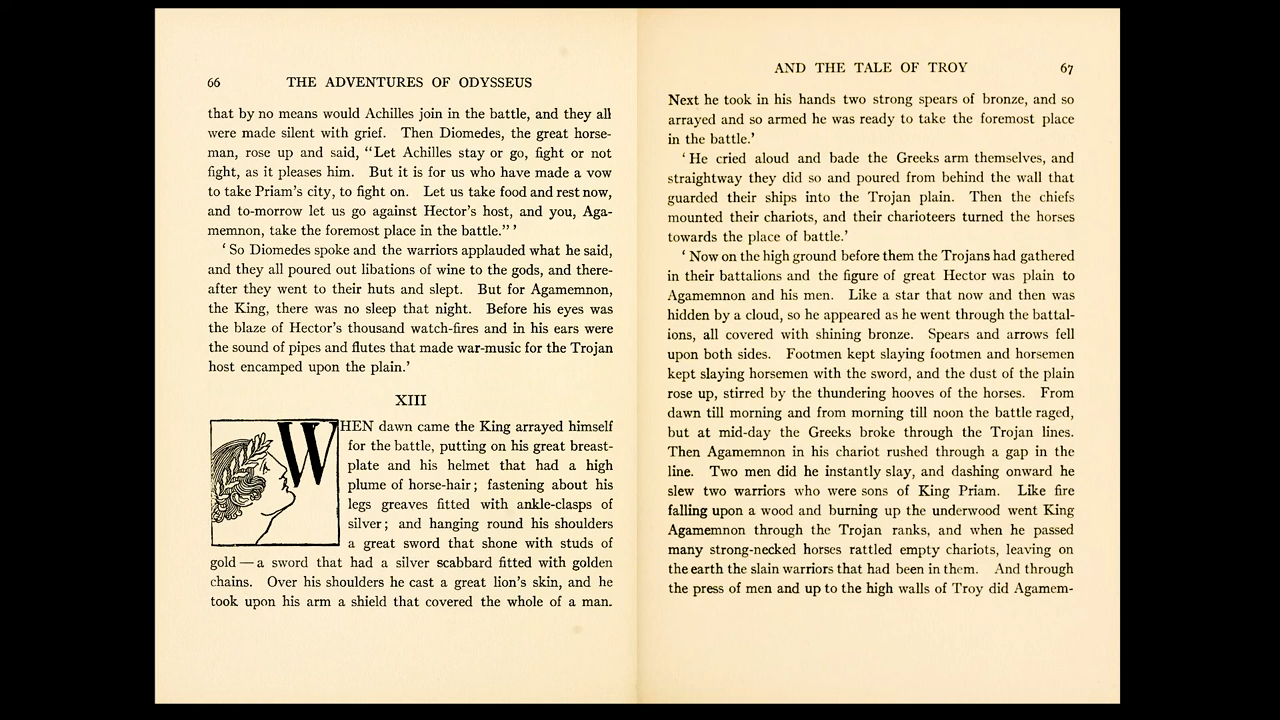 66 THE ADVENTURES OF ODYSSEUS
that by no means would Achilles join in the battle, and they all
were made silent with grief. Then Diomedes, the great horse-
man, rose up and said, “Let Achilles stay or go, fight or not
fight, as it pleases him. But it is for us who have made a vow
to take Priam’s city, to fight on. Let us take food and rest now,
and to-morrow let us go against Hector’s host, and you, Aga-
memnon, take the foremost place in the battle.” ’
‘ So Diomedes spoke and the warriors applauded what he said,
and they all poured out libations of wine to the gods, and there-
after they went to their huts and slept. But for Agamemnon,
the King, there was no sleep that night. Before his eyes was
the blaze of Hector’s thousand watch-fires and in his ears were
the sound of pipes and flutes that made war-music for the Trojan
host encamped upon the plain.’
XIII
WHEN dawn came the King arrayed himself
for the battle, putting on his great breast-
plate and his helmet that had a high
plume of horse-hair; fastening about his
legs greaves fitted with ankle-clasps of
silver; and hanging round his shoulders
a great sword that shone with studs of
gold — a sword that had a silver scabbard fitted with golden
chains. Over his shoulders he cast a great lion’s skin, and he
took upon his arm a shield that covered the whole of a man.
AND THE TALE OF TROY 67
Next he took in his hands two strong spears of bronze, and so
arrayed and so armed he was ready to take the foremost place
in the battle.’
‘ He cried aloud and bade the Greeks arm themselves, and
straightway they did so and poured from behind the wall that
guarded their ships into the Trojan plain. Then the chiefs
mounted their chariots, and their charioteers turned the horses
towards the place of battle.’
‘ Now on the high ground before them the Trojans had gathered
in their battalions and the figure of great Hector was plain to
Agamemnon and his men. Like a star that now and then was
hidden by a cloud, so he appeared as he went through the battal-
ions, all covered with shining bronze. Spears and arrows fell
upon both sides. Footmen kept slaying footmen and horsemen
kept slaying horsemen with the sword, and the dust of the plain
rose up, stirred by the thundering hooves of the horses. From
dawn till morning and from morning till noon the battle raged,
but at mid-day the Greeks broke through the Trojan lines.
Then Agamemnon in his chariot rushed through a gap in the
line. Two men did he instantly slay, and dashing onward he
slew two warriors who were sons of King Priam. Like fire
falling upon a wood and burning up the underwood went King
Agamemnon through the Trojan ranks, and when he passed
many strong-necked horses rattled empty chariots, leaving on
the earth the slain warriors that had been in them. And through
the press of men and up to the high walls of Troy did Agamem-